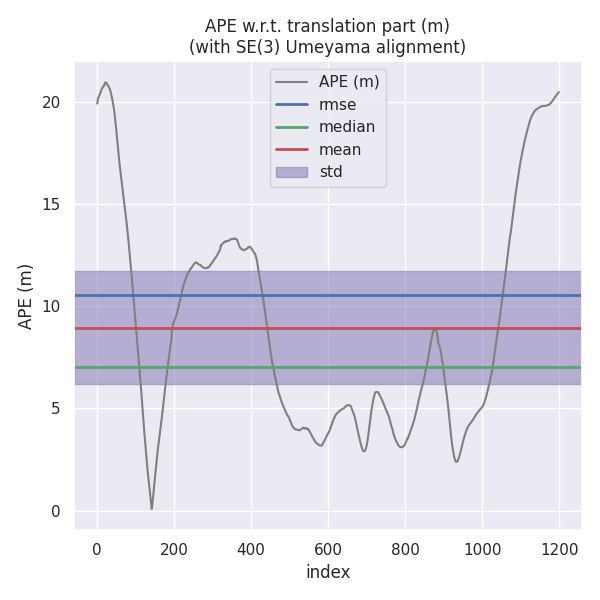 APE w.r.t. translation part (m)
(with SE(3) Umeyama alignment)
APE (m)
rmse
median
mean
std
APE (m)
20
15
10
5
0
0 200 400 600 800 1000 1200
index